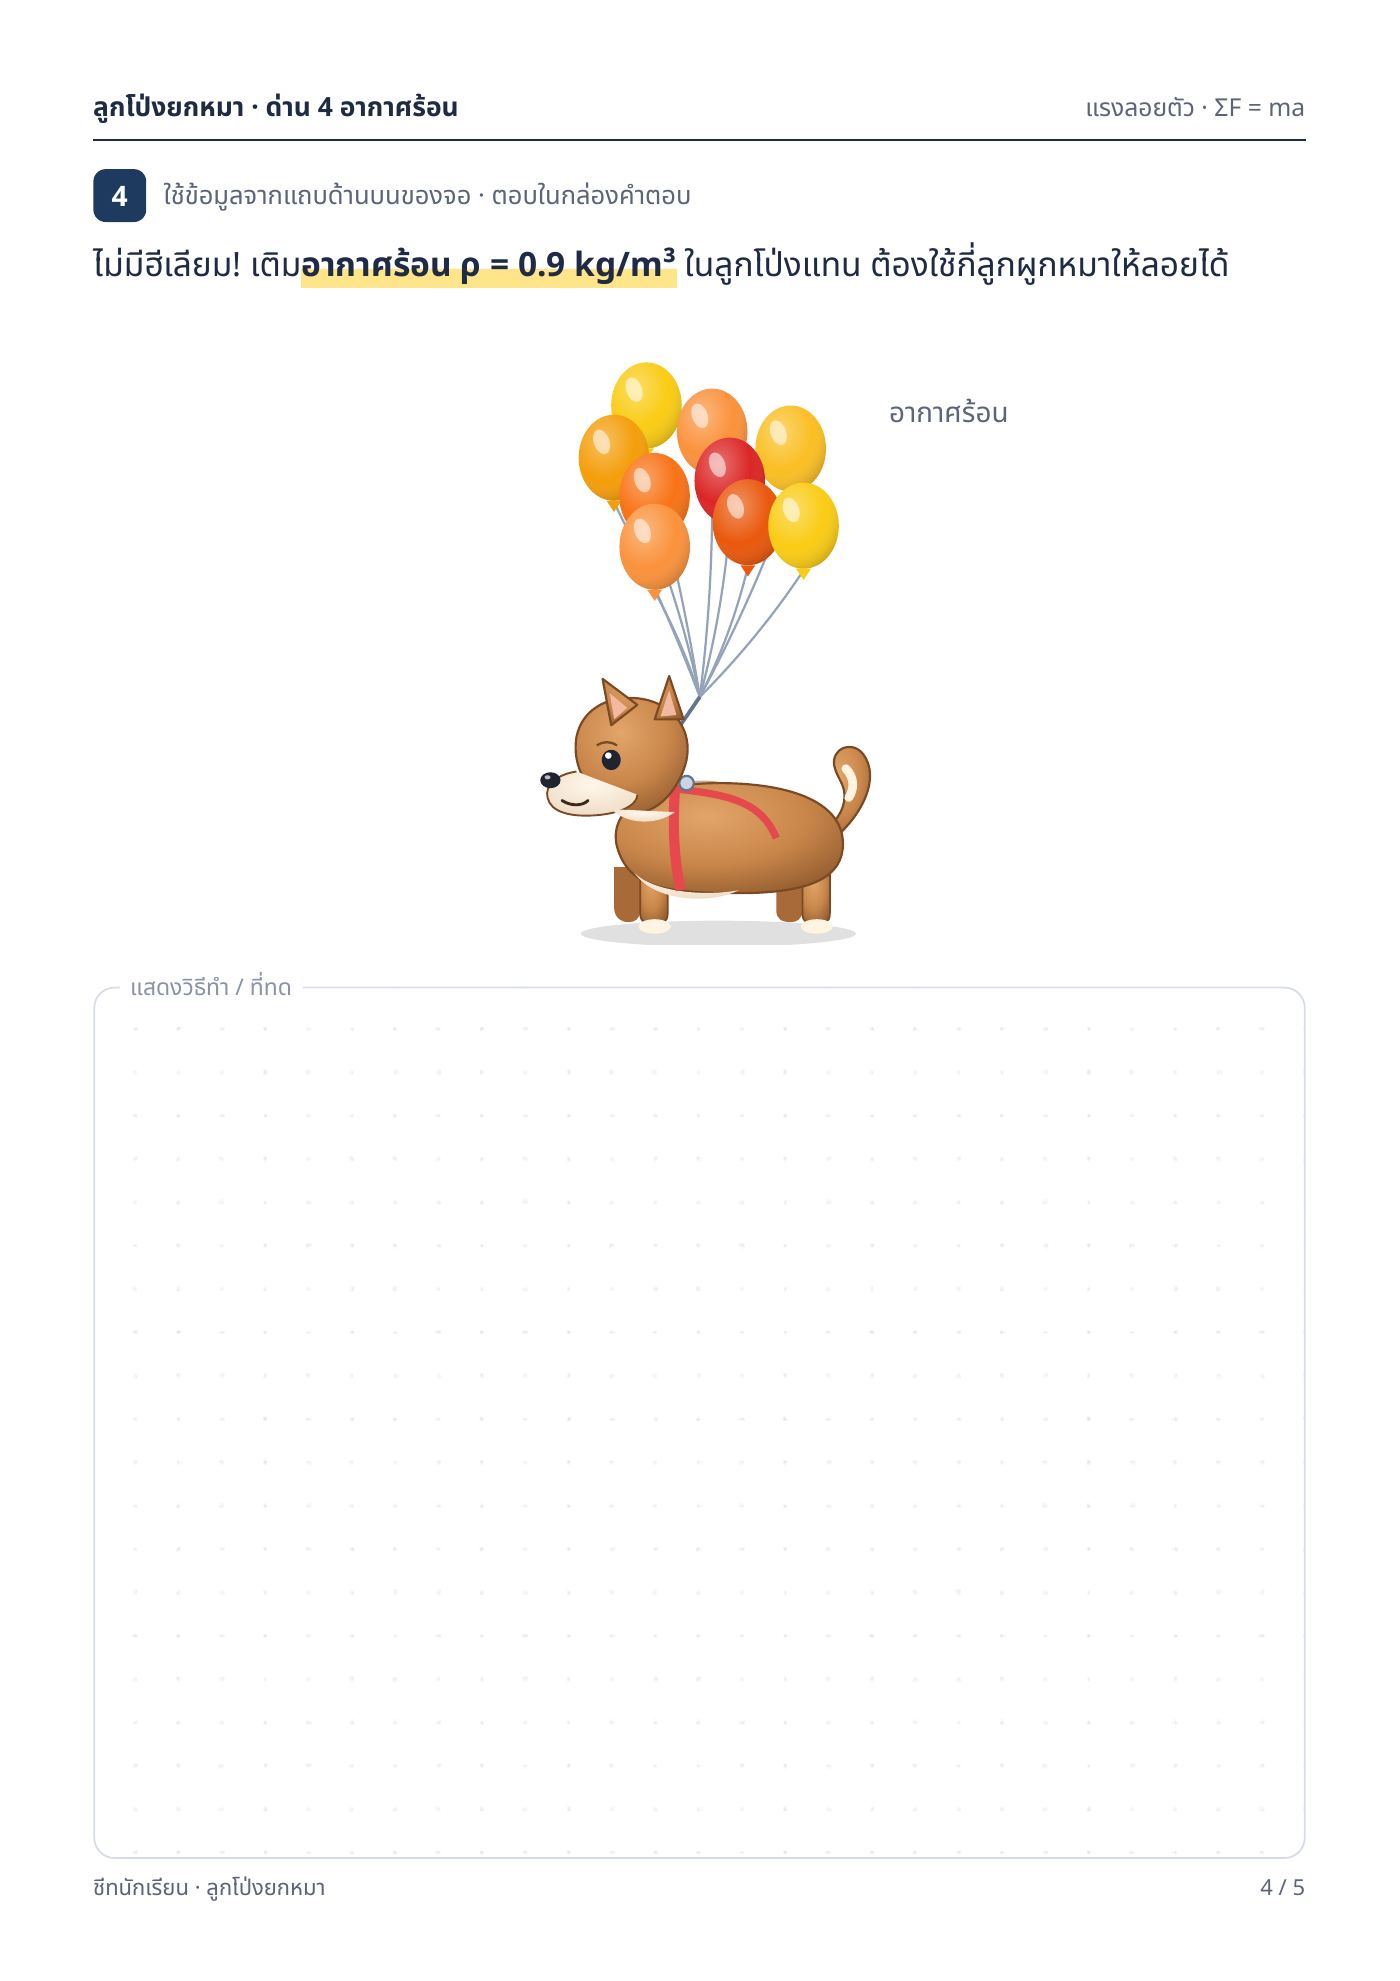 ลูกโป่งยกหมา · ด่าน 4 อากาศร้อน
แรงลอยตัว · ΣF = ma
4
ใช้ข้อมูลจากแถบด้านบนของจอ · ตอบในกล่องคำตอบ
ไม่มีฮีเลียม! เติมอากาศร้อน ρ = 0.9 kg/m³ ในลูกโป่งแทน ต้องใช้กี่ลูกผูกหมาให้ลอยได้
อากาศร้อน
แสดงวิธีทำ / ที่ทด
ชีทนักเรียน · ลูกโป่งยกหมา
4 / 5